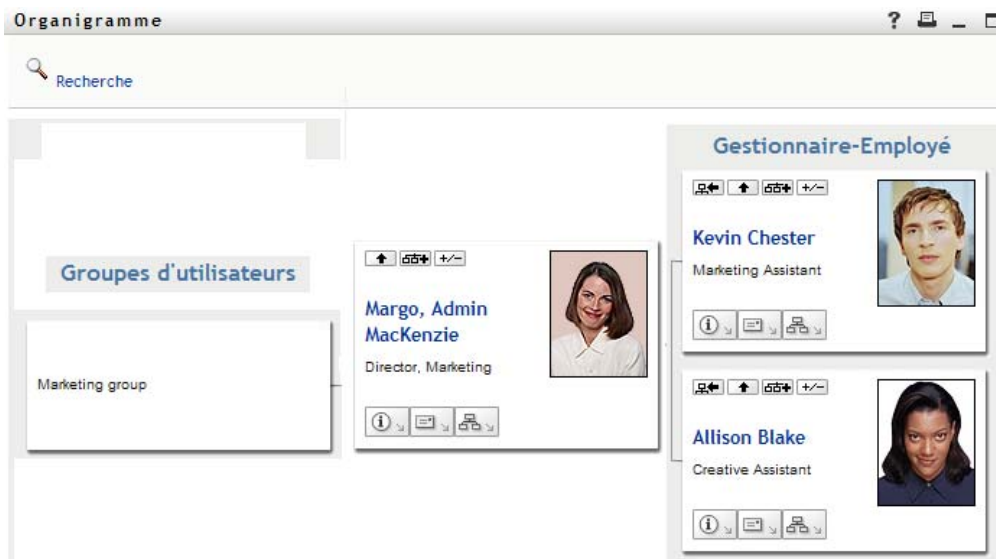 Organigramme
Recherche
Groupes d'utilisateurs
Marketing group
+/-
Margo, Admin
MacKenzie
Director, Marketing
Gestionnaire-Employé
+/-
Kevin Chester
Marketing Assistant
+/-
Allison Blake
Creative Assistant